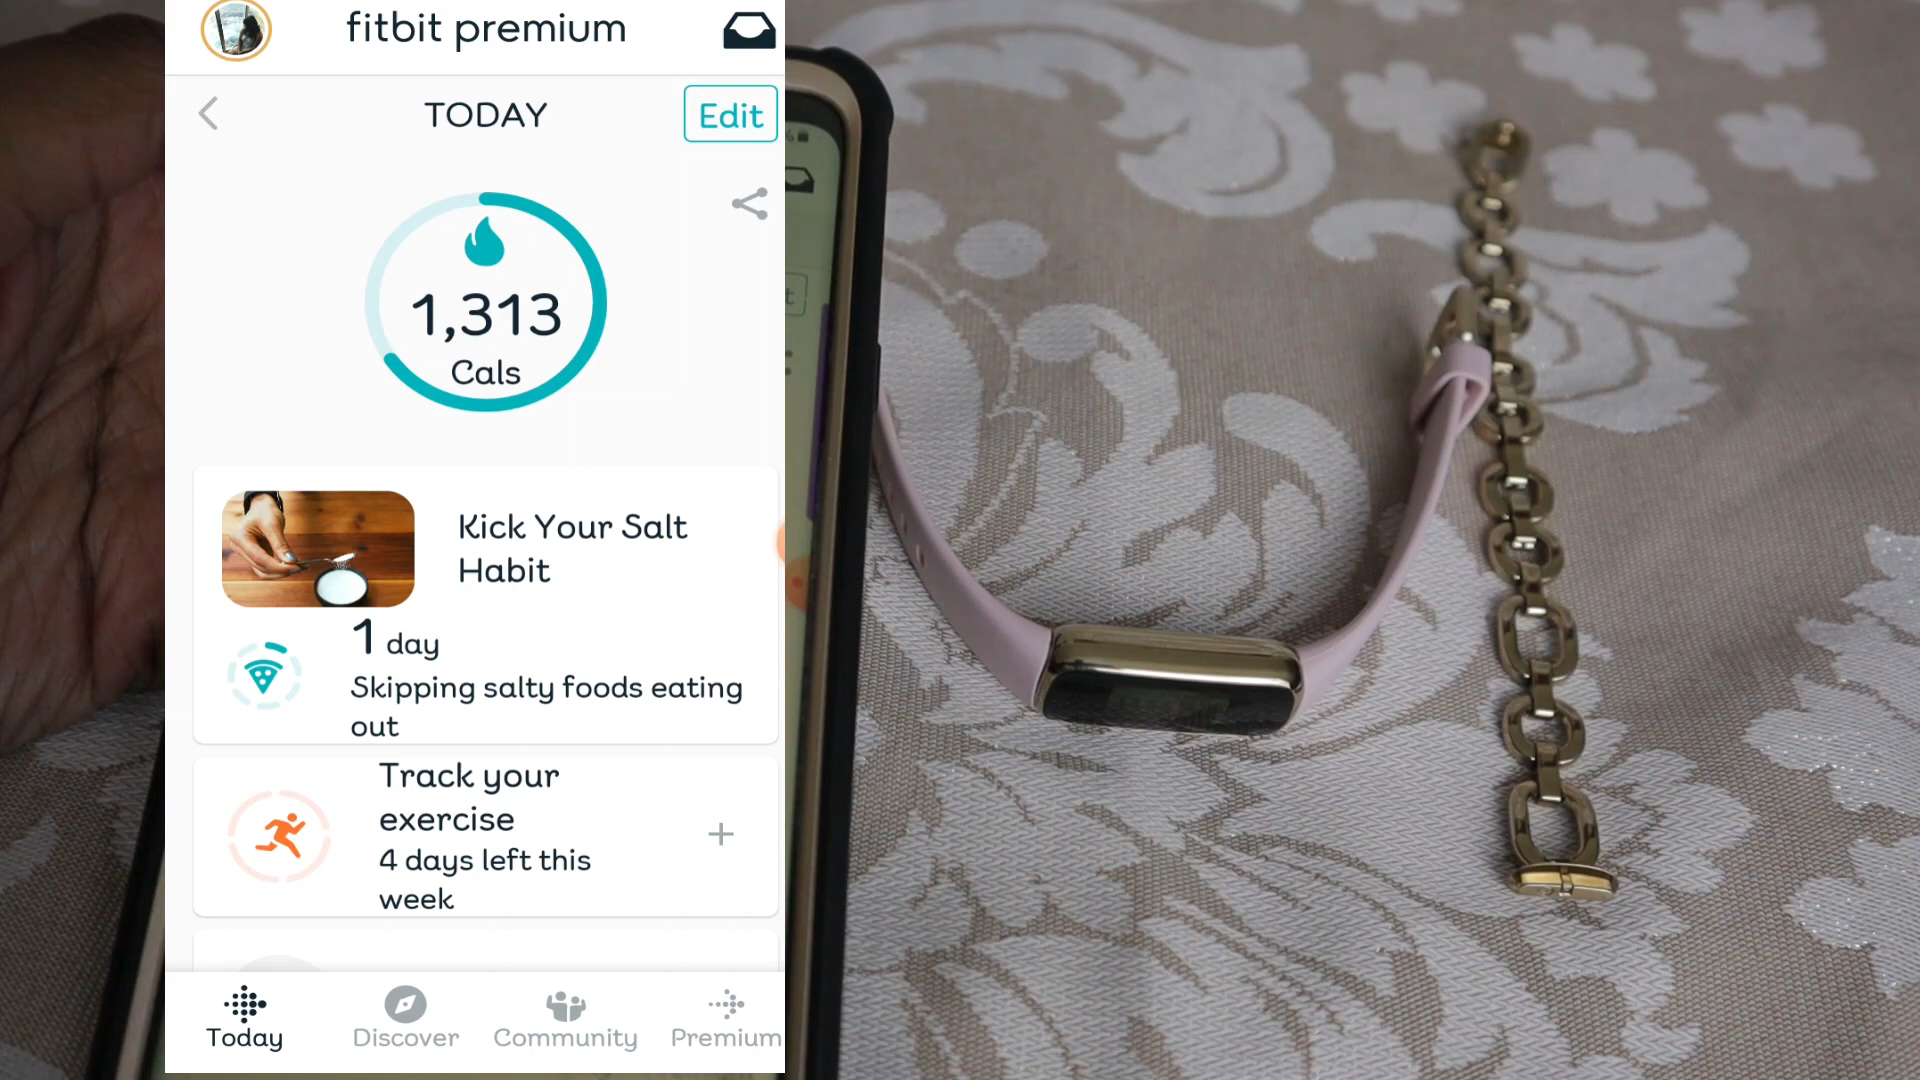 fitbit premium
TODAY
Edit
1,313
Cals
Kick Your Salt
Habit
1 day
Skipping salty foods eating
out
Track your
exercise
4 days left this
week
Today
Discover
Community
Premium